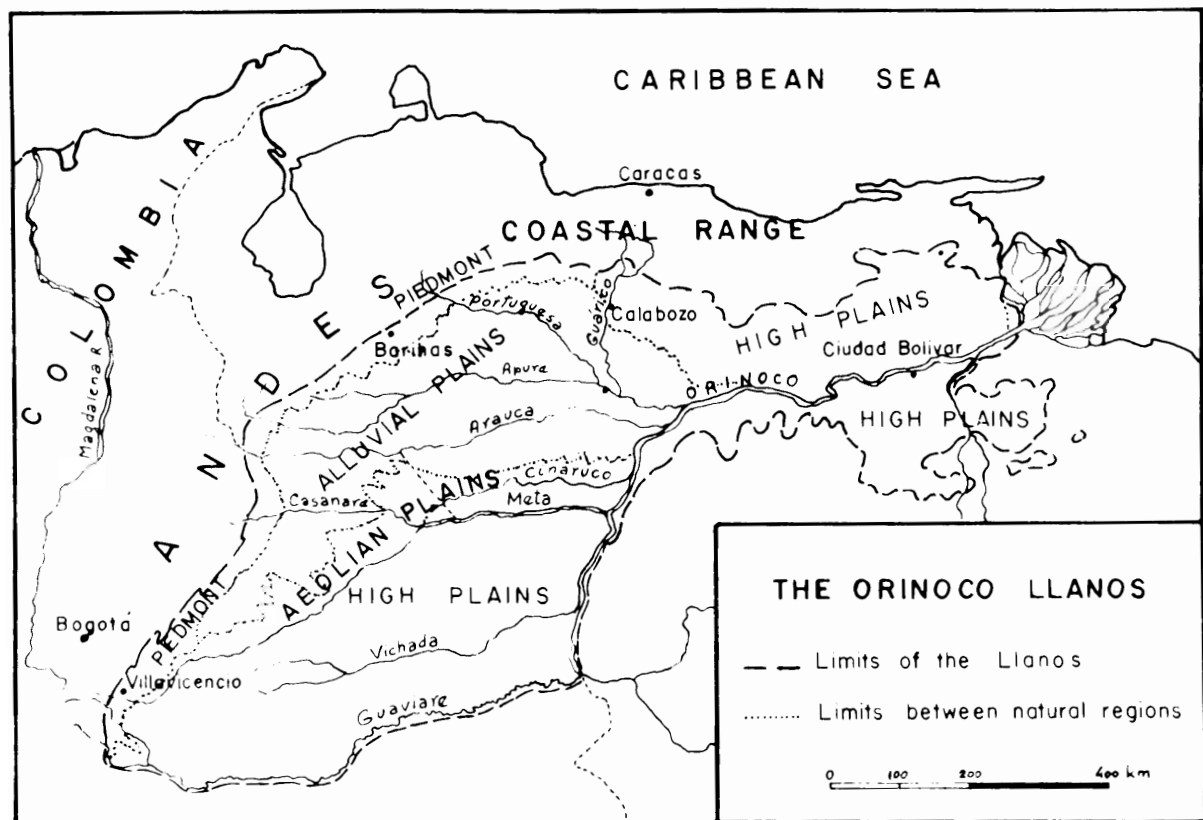 CARIBBEAN SEA
Caracas
COASTAL RANGE
COLOMBIA
ANDES
PIEDMONT
Portuguesa
Guarico
Calabozo
HIGH PLAINS
Ciudad Bolivar
Barinas
ALLUVIAL PLAINS
Apure
ORINOCO
Magdalena R.
Arauca
HIGH PLAINS
Cinaruco
Casanare
AEOLIAN PLAINS
Meta
HIGH PLAINS
PIEDMONT
Bogotá
Vichada
Villavicencio
Guaviare
THE ORINOCO LLANOS
Limits of the Llanos
Limits between natural regions
0 100 200 400 km